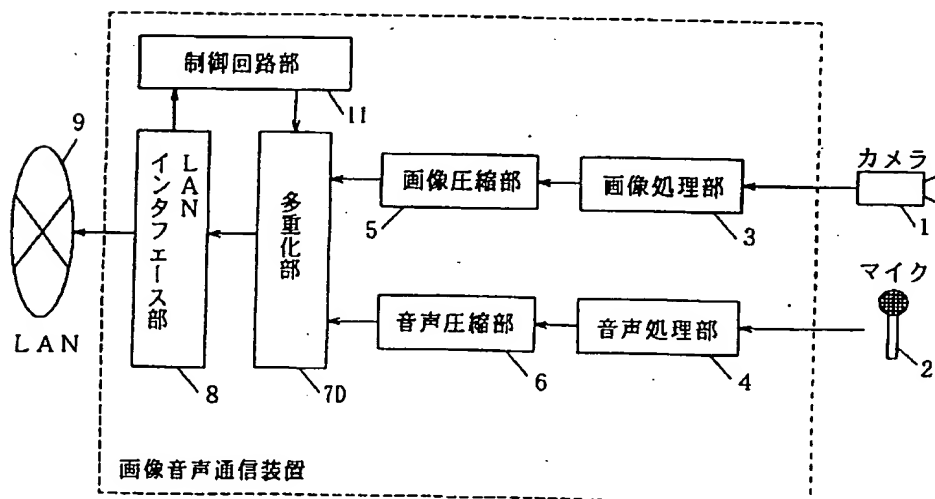 制御回路部
11
9
LAN
LAN
インタフェース部
8
多重化部
7D
画像圧縮部
5
画像処理部
3
カメラ
1
音声圧縮部
6
音声処理部
4
マイク
2
画像音声通信装置